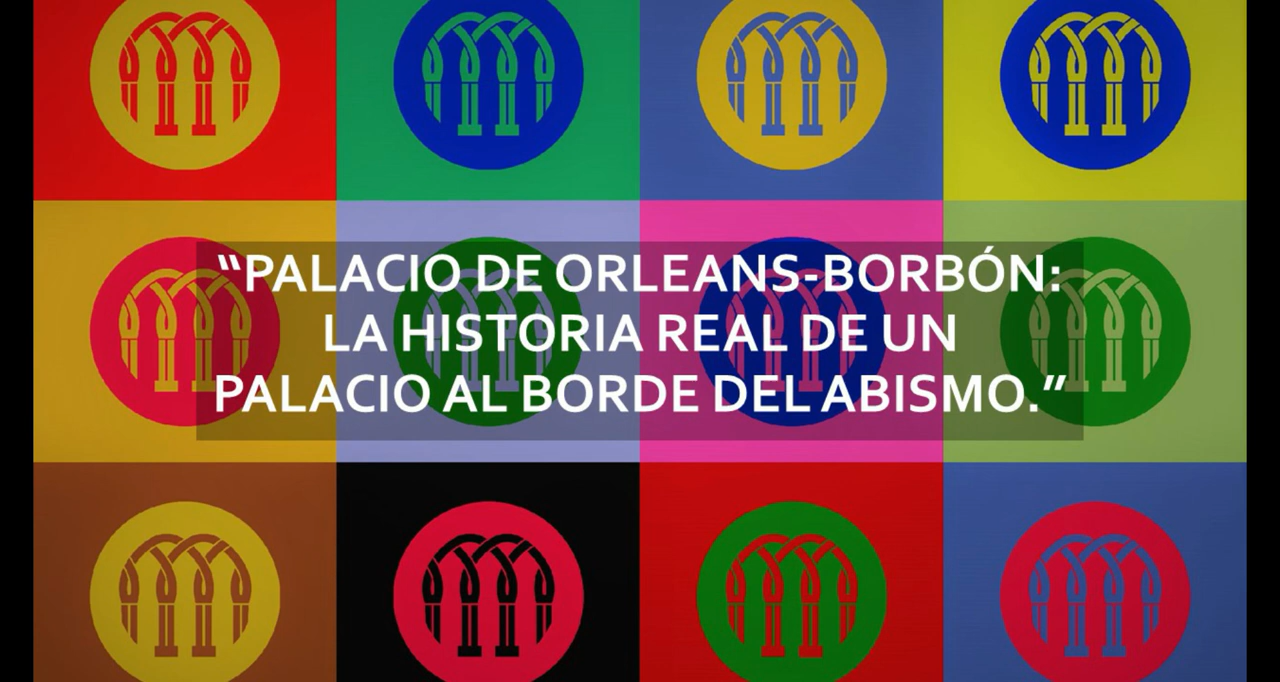 “PALACIO DE ORLEANS-BORBÓN:
LA HISTORIA REAL DE UN
PALACIO AL BORDE DEL ABISMO.”